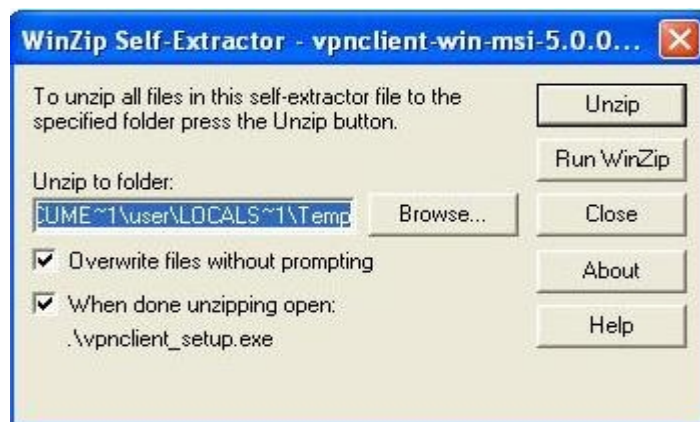 WinZip Self-Extractor - vpnclient-win-msi-5.0.0...
To unzip all files in this self-extractor file to the
specified folder press the Unzip button.
Unzip to folder:
CUME~1\user\LOCALS~1\Temp
Browse...
Overwrite files without prompting
When done unzipping open:
.\vpnclient_setup.exe
Unzip
Run WinZip
Close
About
Help